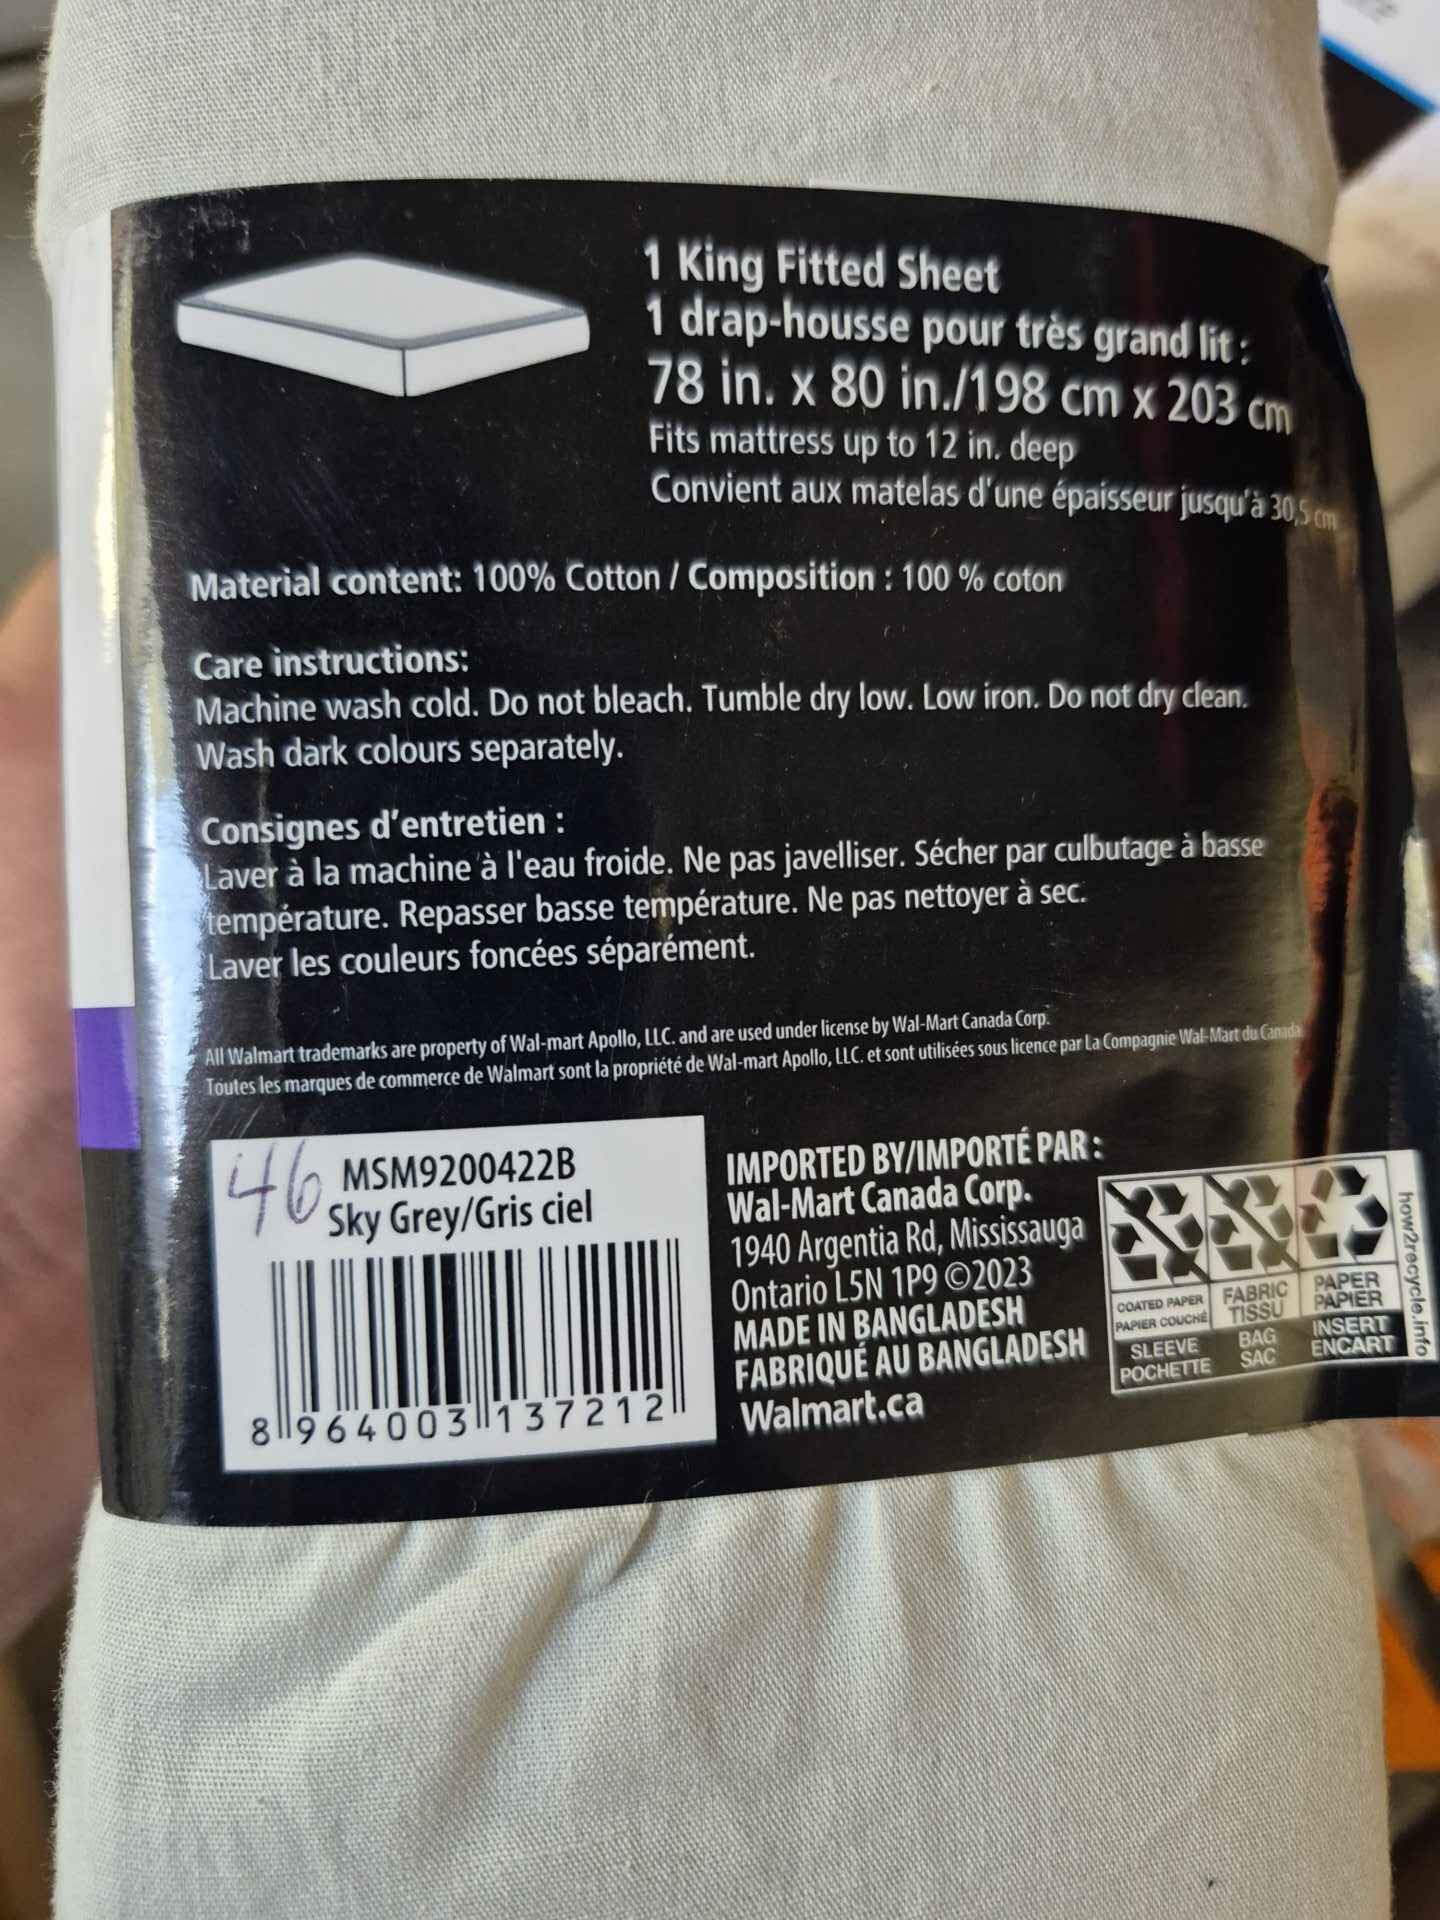 1 King Fitted Sheet
1 drap-housse pour très grand lit :
78 in. x 80 in./198 cm x 203 cm
Fits mattress up to 12 in. deep
Convient aux matelas d'une épaisseur jusqu'à 30,5 cm
Material content: 100% Cotton / Composition : 100 % coton
Care instructions:
Machine wash cold. Do not bleach. Tumble dry low. Low iron. Do not dry clean.
Wash dark colours separately.
Consignes d'entretien :
Laver à la machine à l'eau froide. Ne pas javelliser. Sécher par culbutage à basse
température. Repasser basse température. Ne pas nettoyer à sec.
Laver les couleurs foncées séparément.
All Walmart trademarks are property of Wal-mart Apollo, LLC. and are used under license by Wal-Mart Canada Corp.
Toutes les marques de commerce de Walmart sont la propriété de Wal-mart Apollo, LLC. et sont utilisées sous licence par La Compagnie Wal-Mart du Canada
46
MSM9200422B
Sky Grey/Gris ciel
8 964003 137212
IMPORTED BY/IMPORTÉ PAR :
Wal-Mart Canada Corp.
1940 Argentia Rd, Mississauga
Ontario L5N 1P9 ©2023
MADE IN BANGLADESH
FABRIQUÉ AU BANGLADESH
Walmart.ca
COATED PAPER
PAPIER COUCHÉ
SLEEVE
POCHETTE
FABRIC
TISSU
BAG
SAC
PAPER
PAPIER
INSERT
ENCART
how2recycle.info